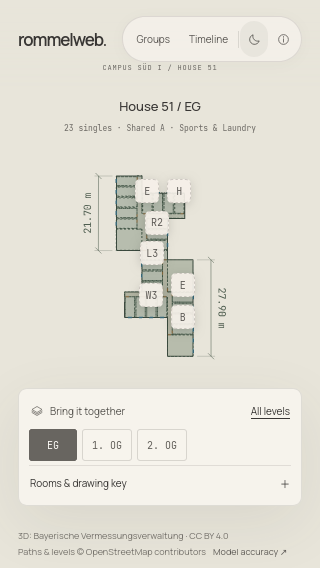 rommelweb.
Groups Timeline
CAMPUS SÜD I / HOUSE 51
House 51 / EG
23 singles · Shared A · Sports & Laundry
E H
R2
21.70 m
L3
E
W3
27.90 m
B
Bring it together All levels
EG 1. OG 2. OG
Rooms & drawing key +
3D: Bayerische Vermessungsverwaltung · CC BY 4.0
Paths & levels © OpenStreetMap contributors Model accuracy ↗